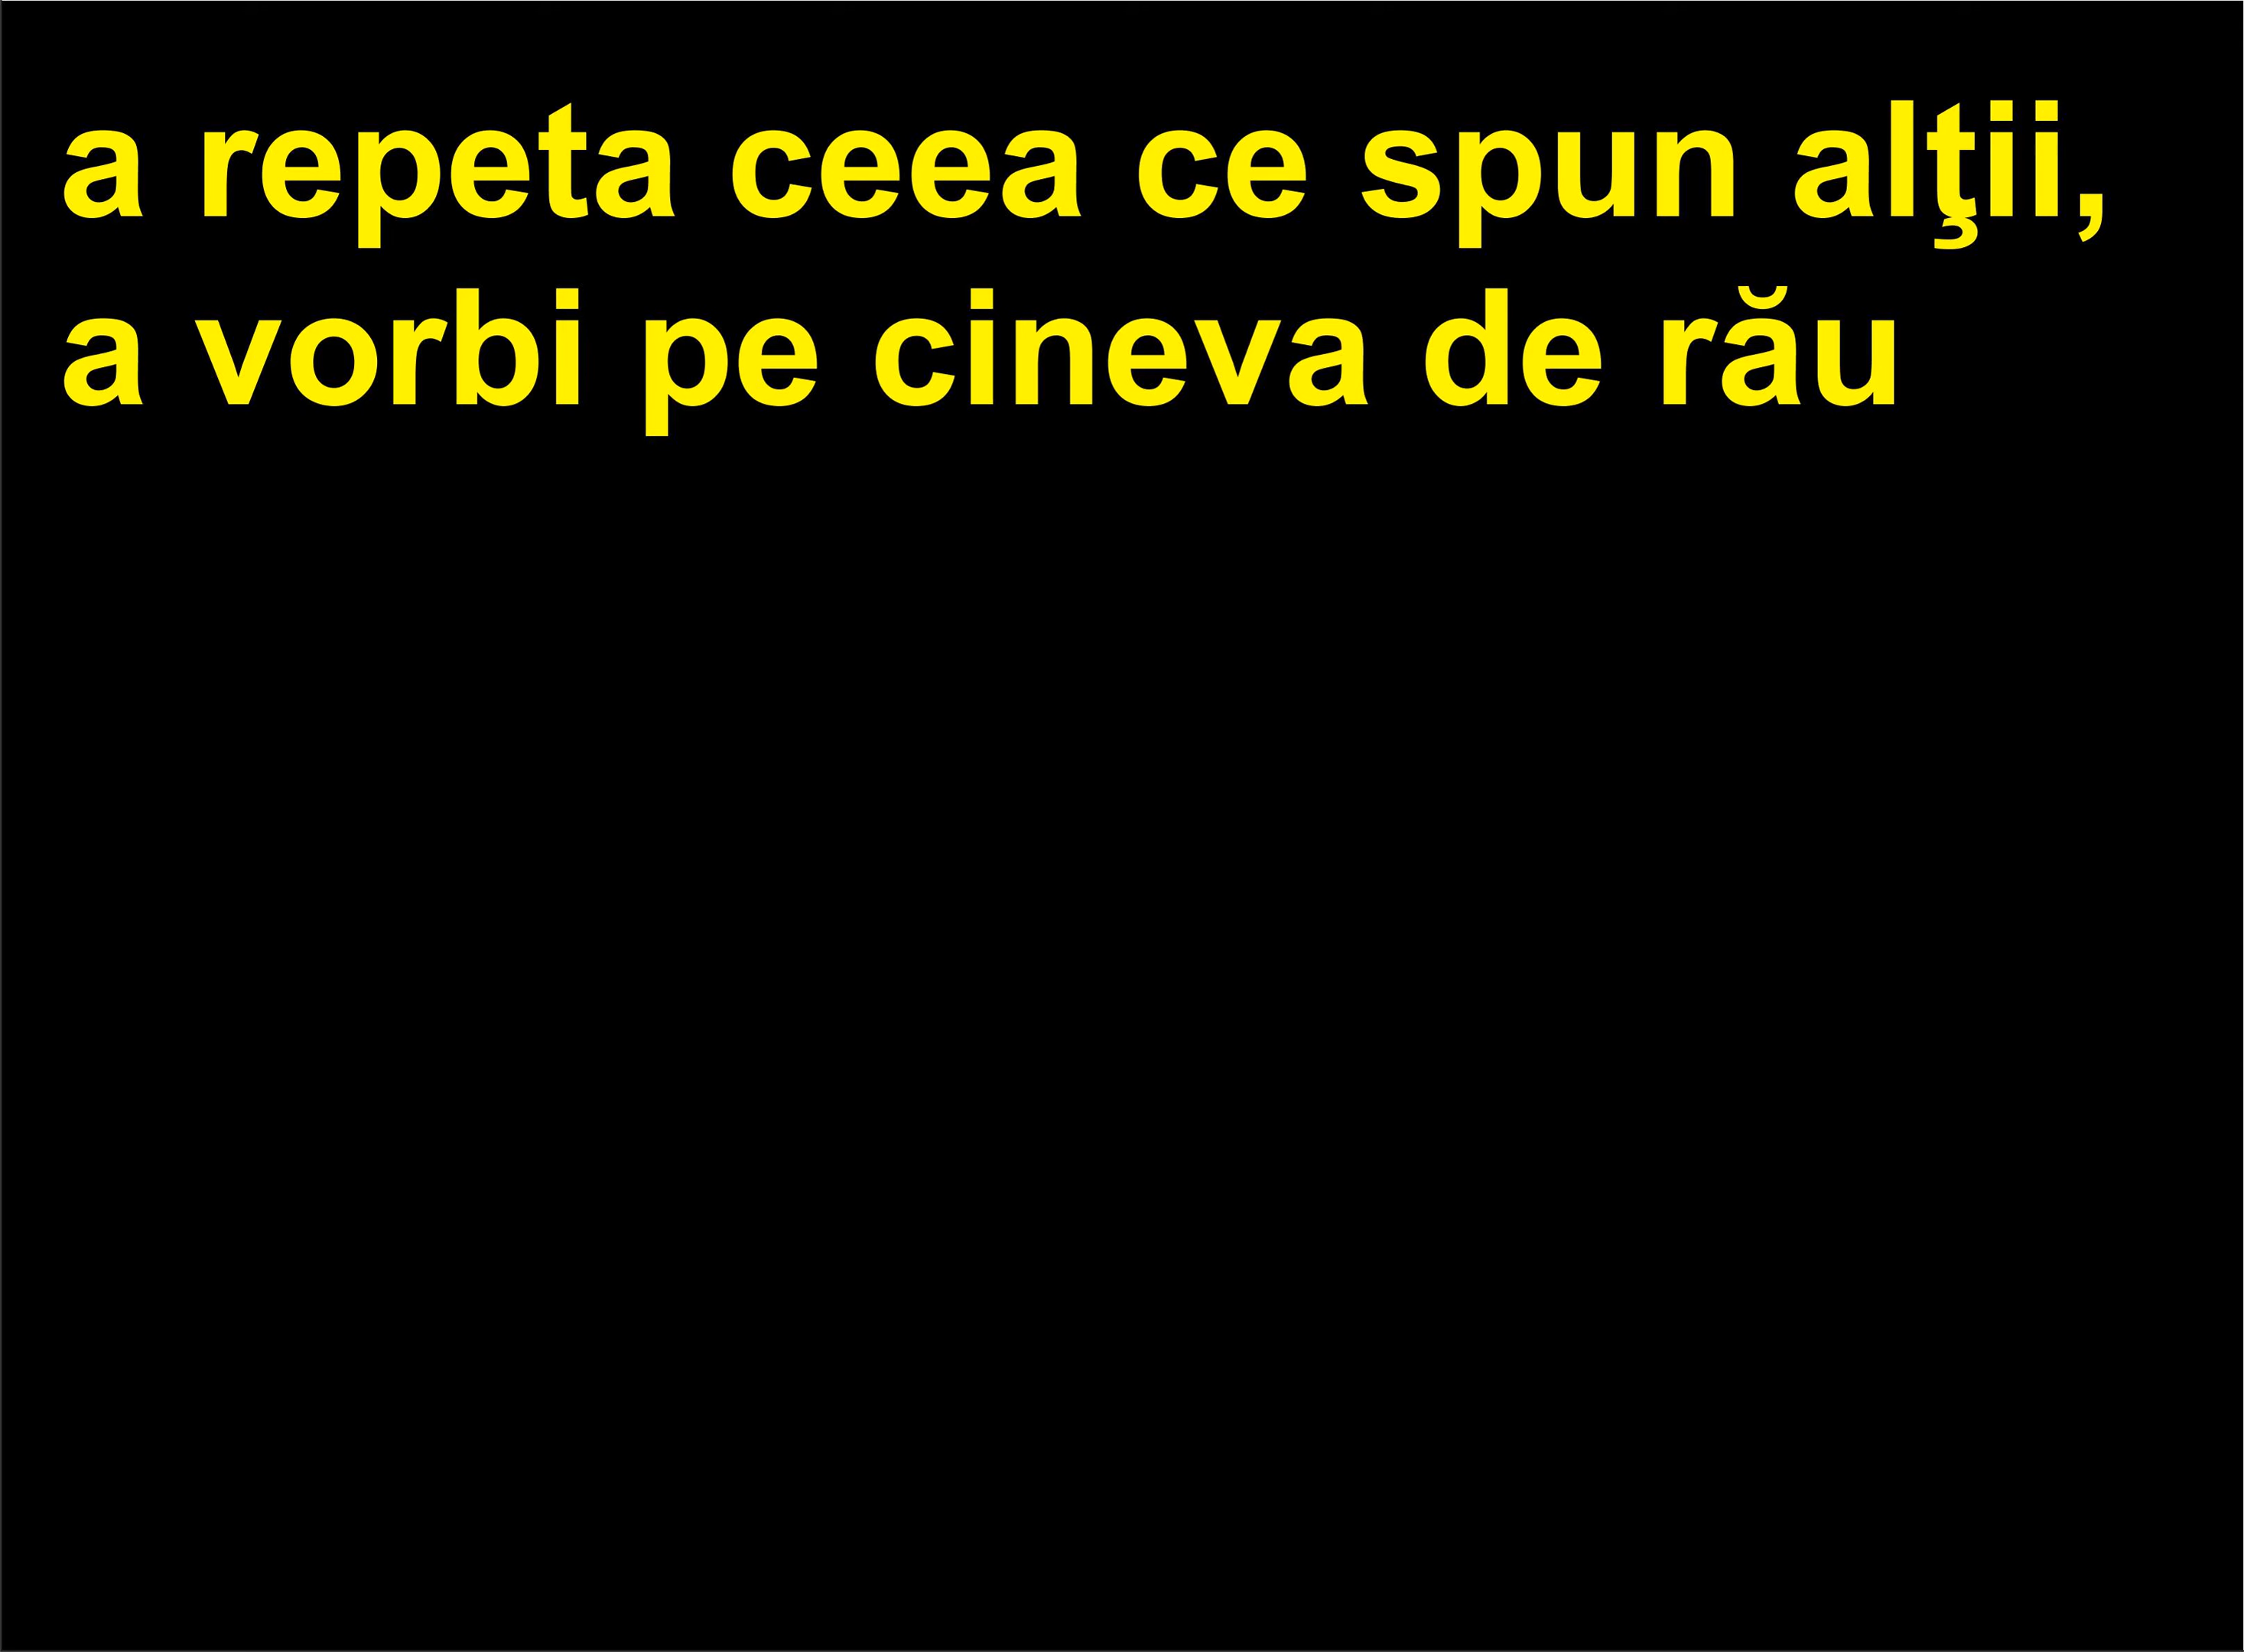 a repeta ceea ce spun alţii,
a vorbi pe cineva de rău